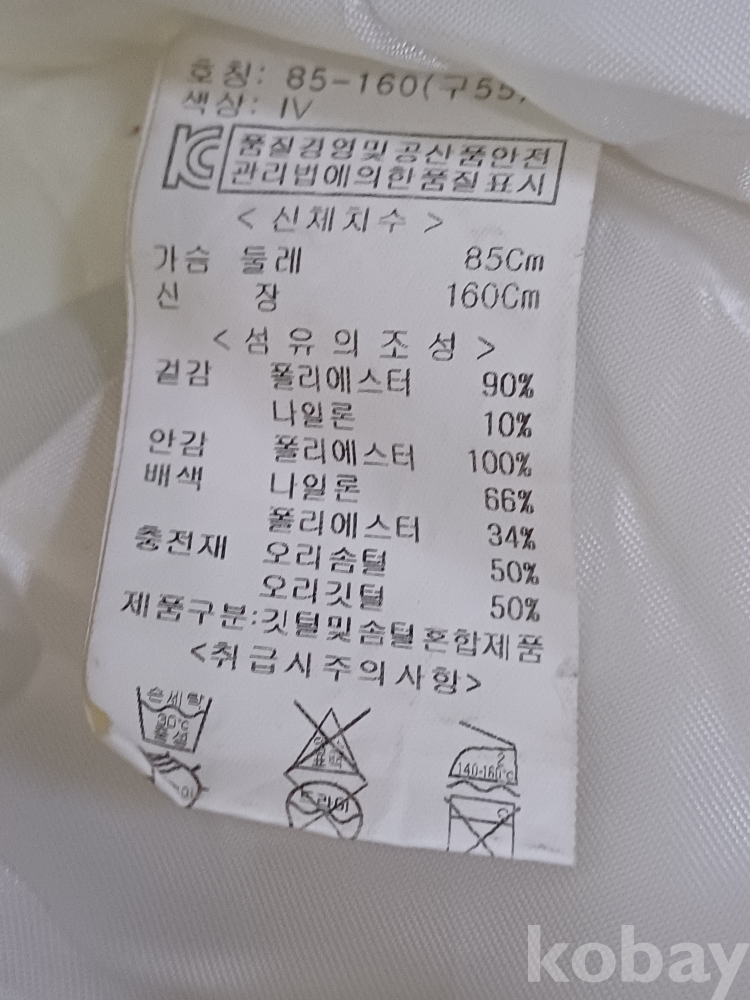 호칭: 85-160(구55)
색상: IV
품질경영및공산품안전
관리법에의한품질표시
<신체치수>
가슴 둘레 85Cm
신 장 160Cm
<섬유의조성>
겉감 폴리에스터 90%
나일론 10%
안감 폴리에스터 100%
배색 나일론 66%
폴리에스터 34%
충전재 오리솜털 50%
오리깃털 50%
제품구분:깃털및솜털혼합제품
<취급시주의사항>
손세탁
30℃
중성
2
140-160℃
드라이
kobay